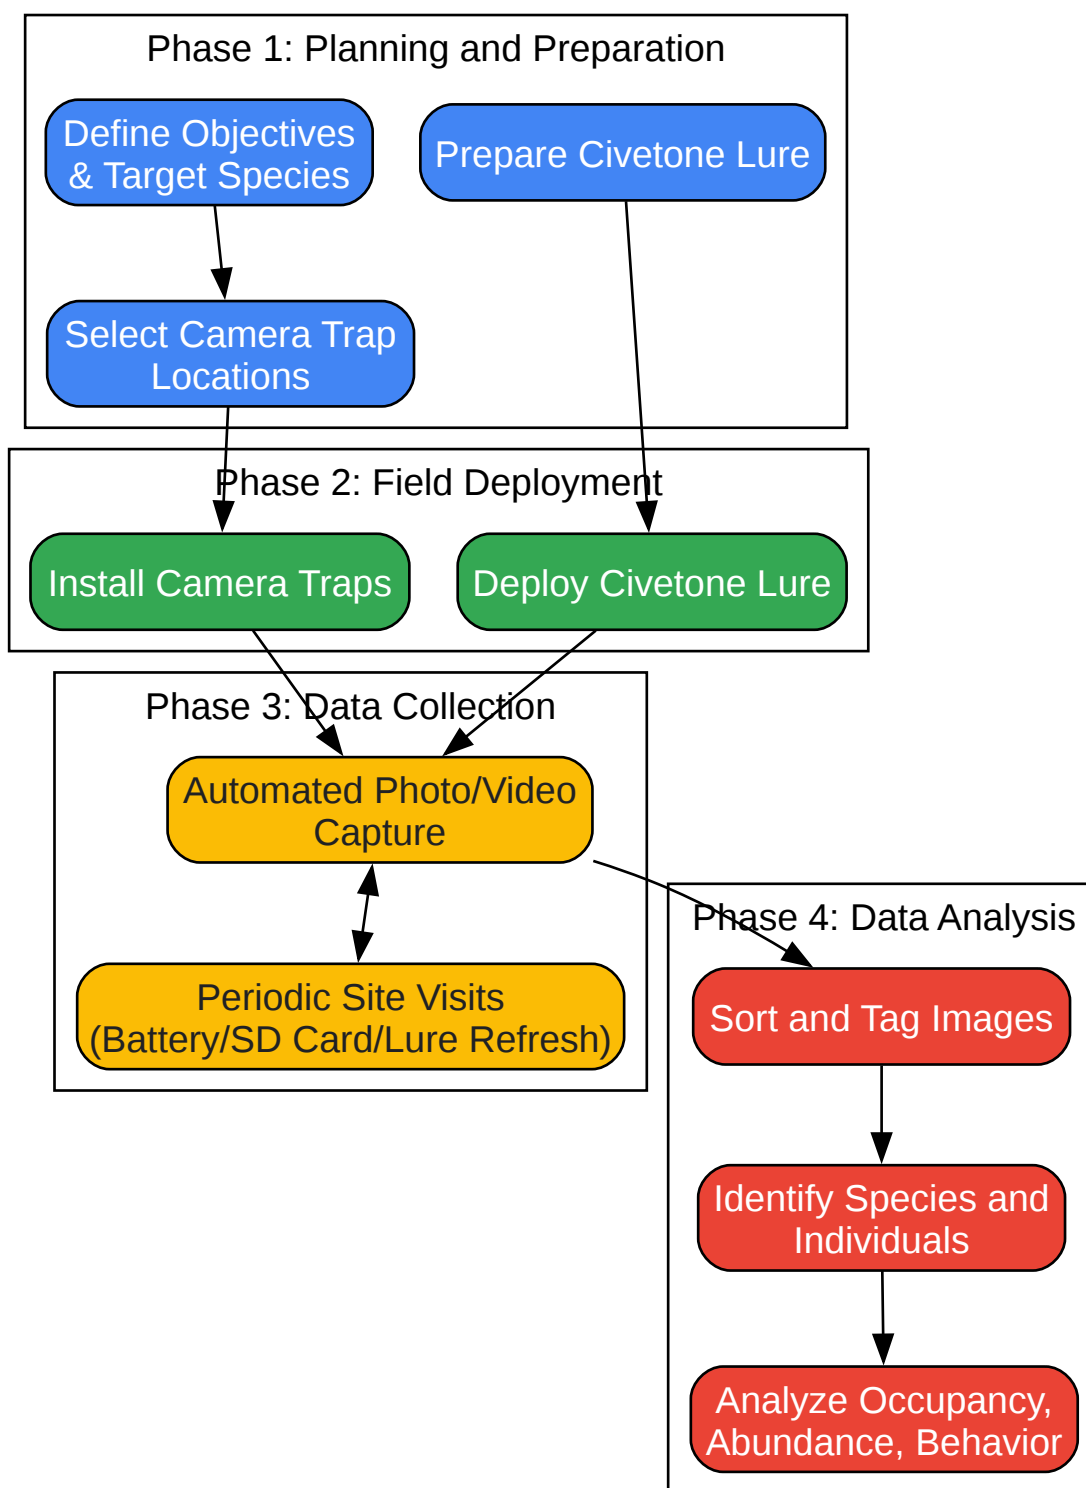 Phase 1: Planning and Preparation
Define Objectives
& Target Species
Prepare Civetone Lure
Select Camera Trap
Locations
Phase 2: Field Deployment
Install Camera Traps
Deploy Civetone Lure
Phase 3: Data Collection
Automated Photo/Video
Capture
Periodic Site Visits
(Battery/SD Card/Lure Refresh)
Phase 4: Data Analysis
Sort and Tag Images
Identify Species and
Individuals
Analyze Occupancy,
Abundance, Behavior